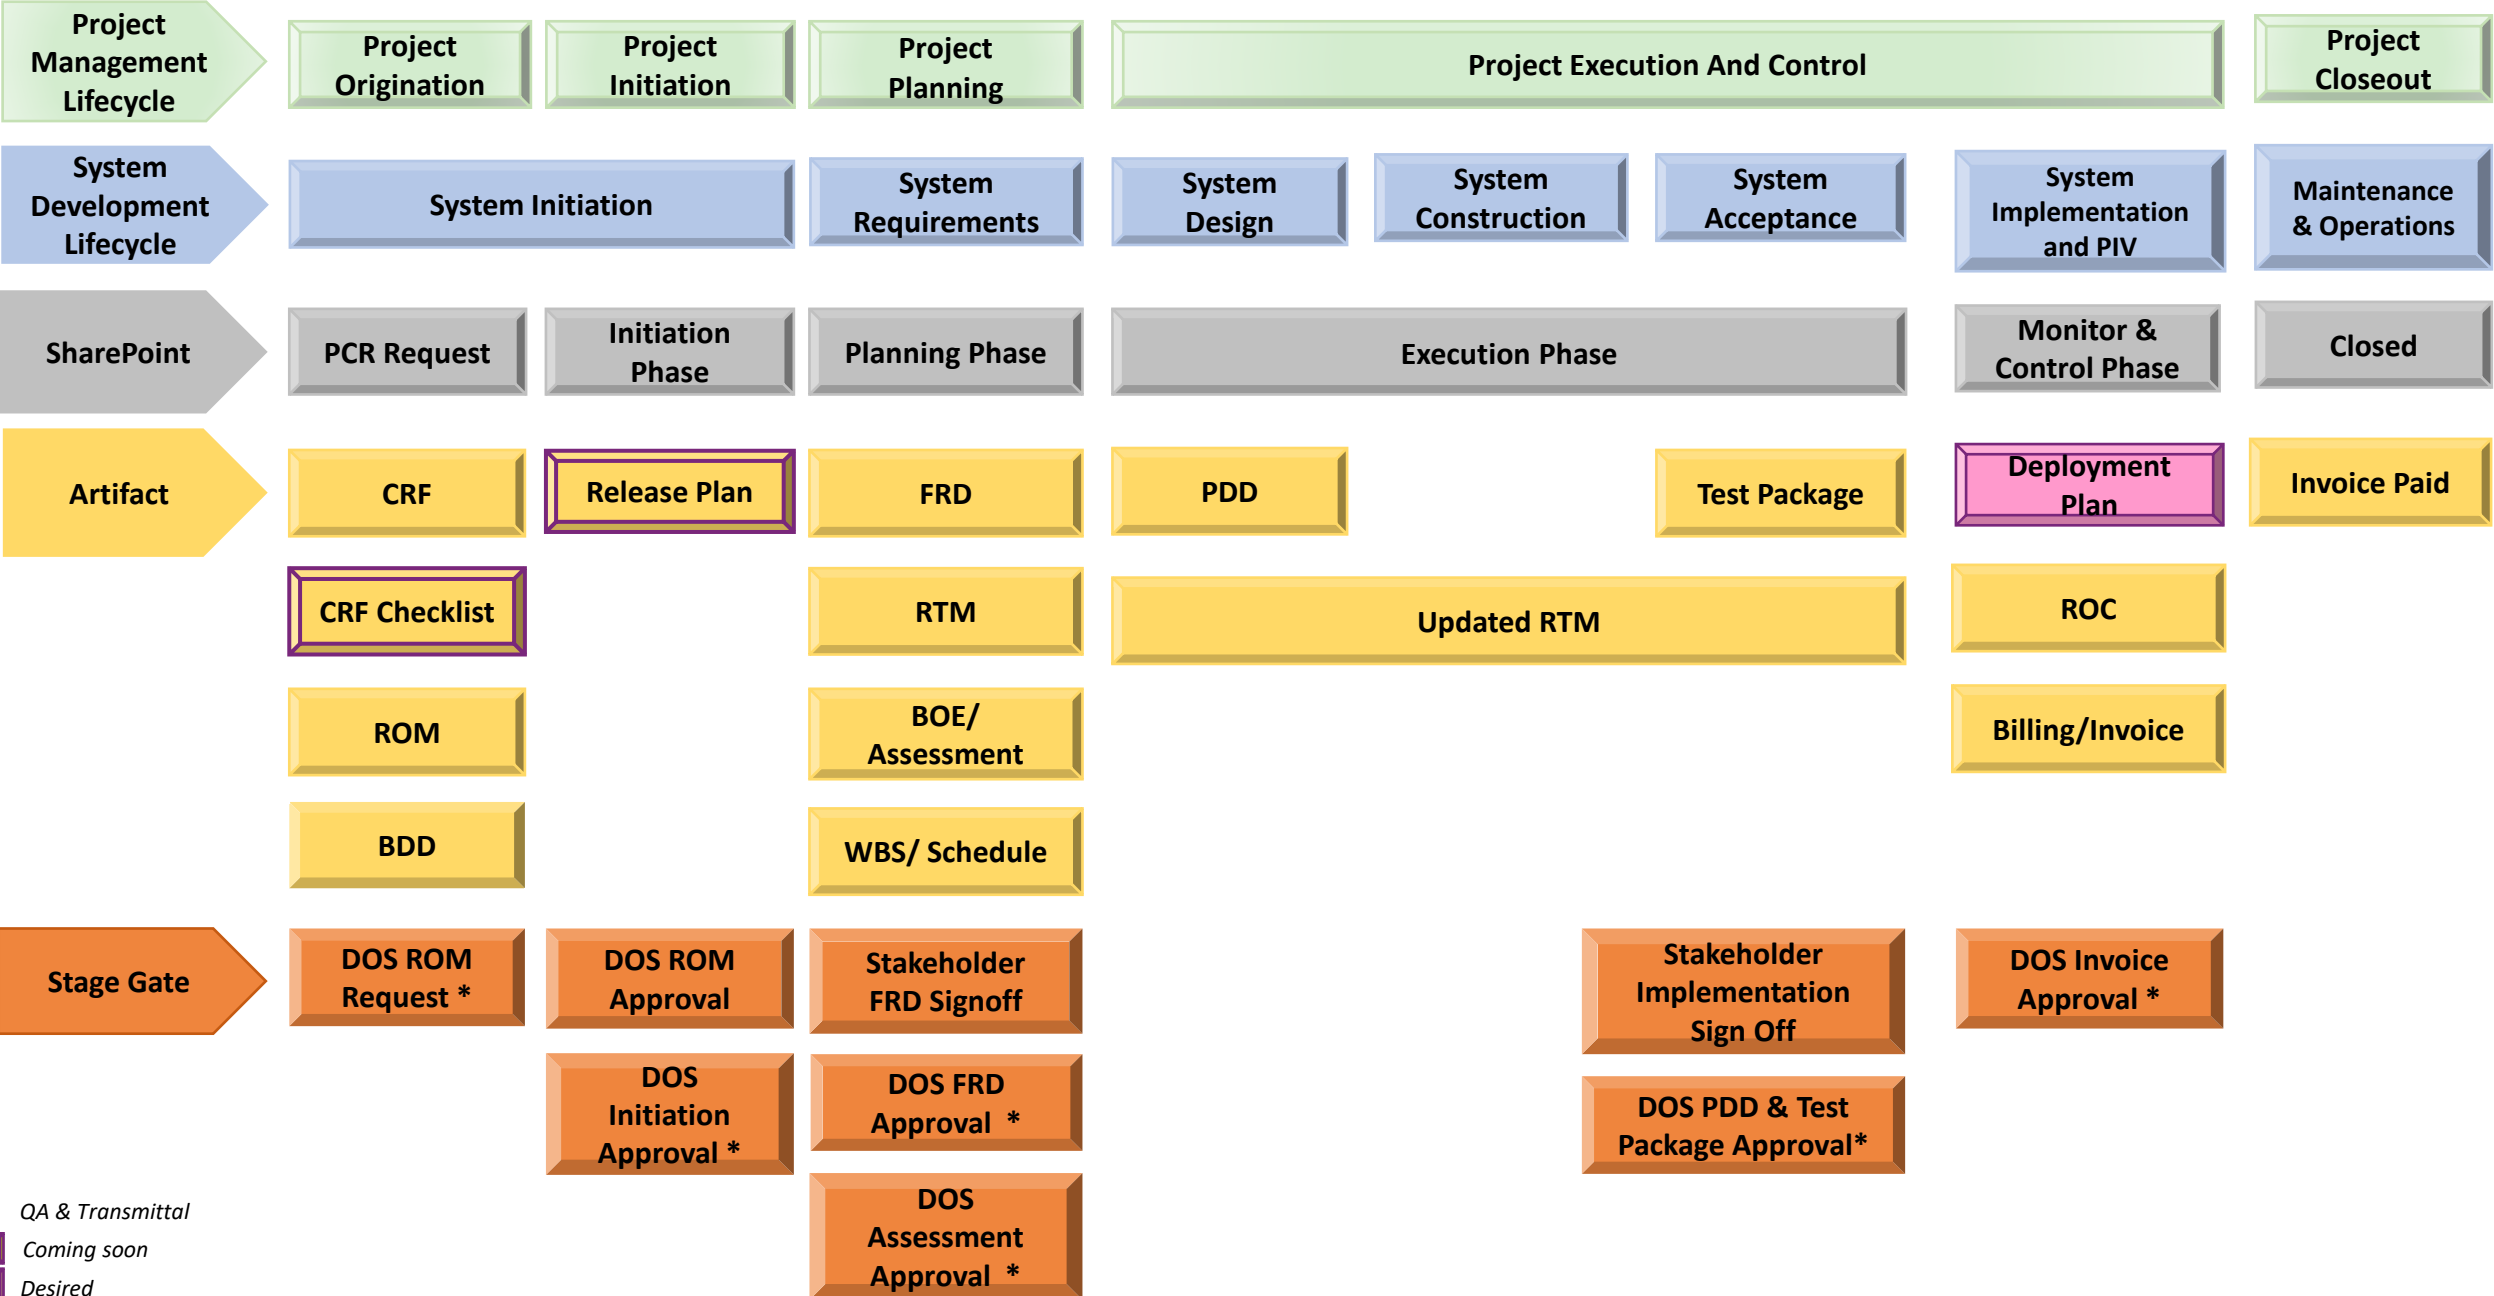 Project
Management
Lifecycle
Project
Origination
Project
Initiation
Project
Planning
Project Execution And Control
Project
Closeout
System
Development
Lifecycle
System Initiation
System
Requirements
System
Design
System
Construction
System
Acceptance
System
Implementation
and PIV
Maintenance
& Operations
SharePoint
PCR Request
Initiation
Phase
Planning Phase
Execution Phase
Monitor &
Control Phase
Closed
Artifact
CRF
Release Plan
FRD
PDD
Test Package
Deployment
Plan
Invoice Paid
CRF Checklist
RTM
Updated RTM
ROC
ROM
BOE/
Assessment
Billing/Invoice
BDD
WBS/ Schedule
Stage Gate
DOS ROM
Request *
DOS ROM
Approval
Stakeholder
FRD Signoff
Stakeholder
Implementation
Sign Off
DOS Invoice
Approval *
DOS
Initiation
Approval *
DOS FRD
Approval *
DOS PDD & Test
Package Approval*
DOS
Assessment
Approval *
QA & Transmittal
Coming soon
Desired